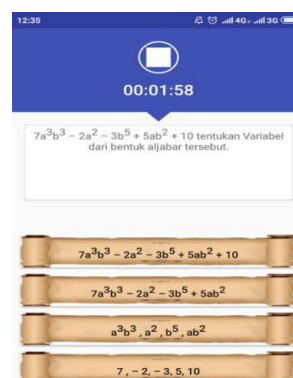 12:35 4G 3G
00:01:58
7a³b³ – 2a² – 3b⁵ + 5ab² + 10 tentukan Variabel
dari bentuk aljabar tersebut.
7a³b³ – 2a² – 3b⁵ + 5ab² + 10
7a³b³ – 2a² – 3b⁵ + 5ab²
a³b³ , a² , b⁵ , ab²
7 , – 2, – 3, 5, 10